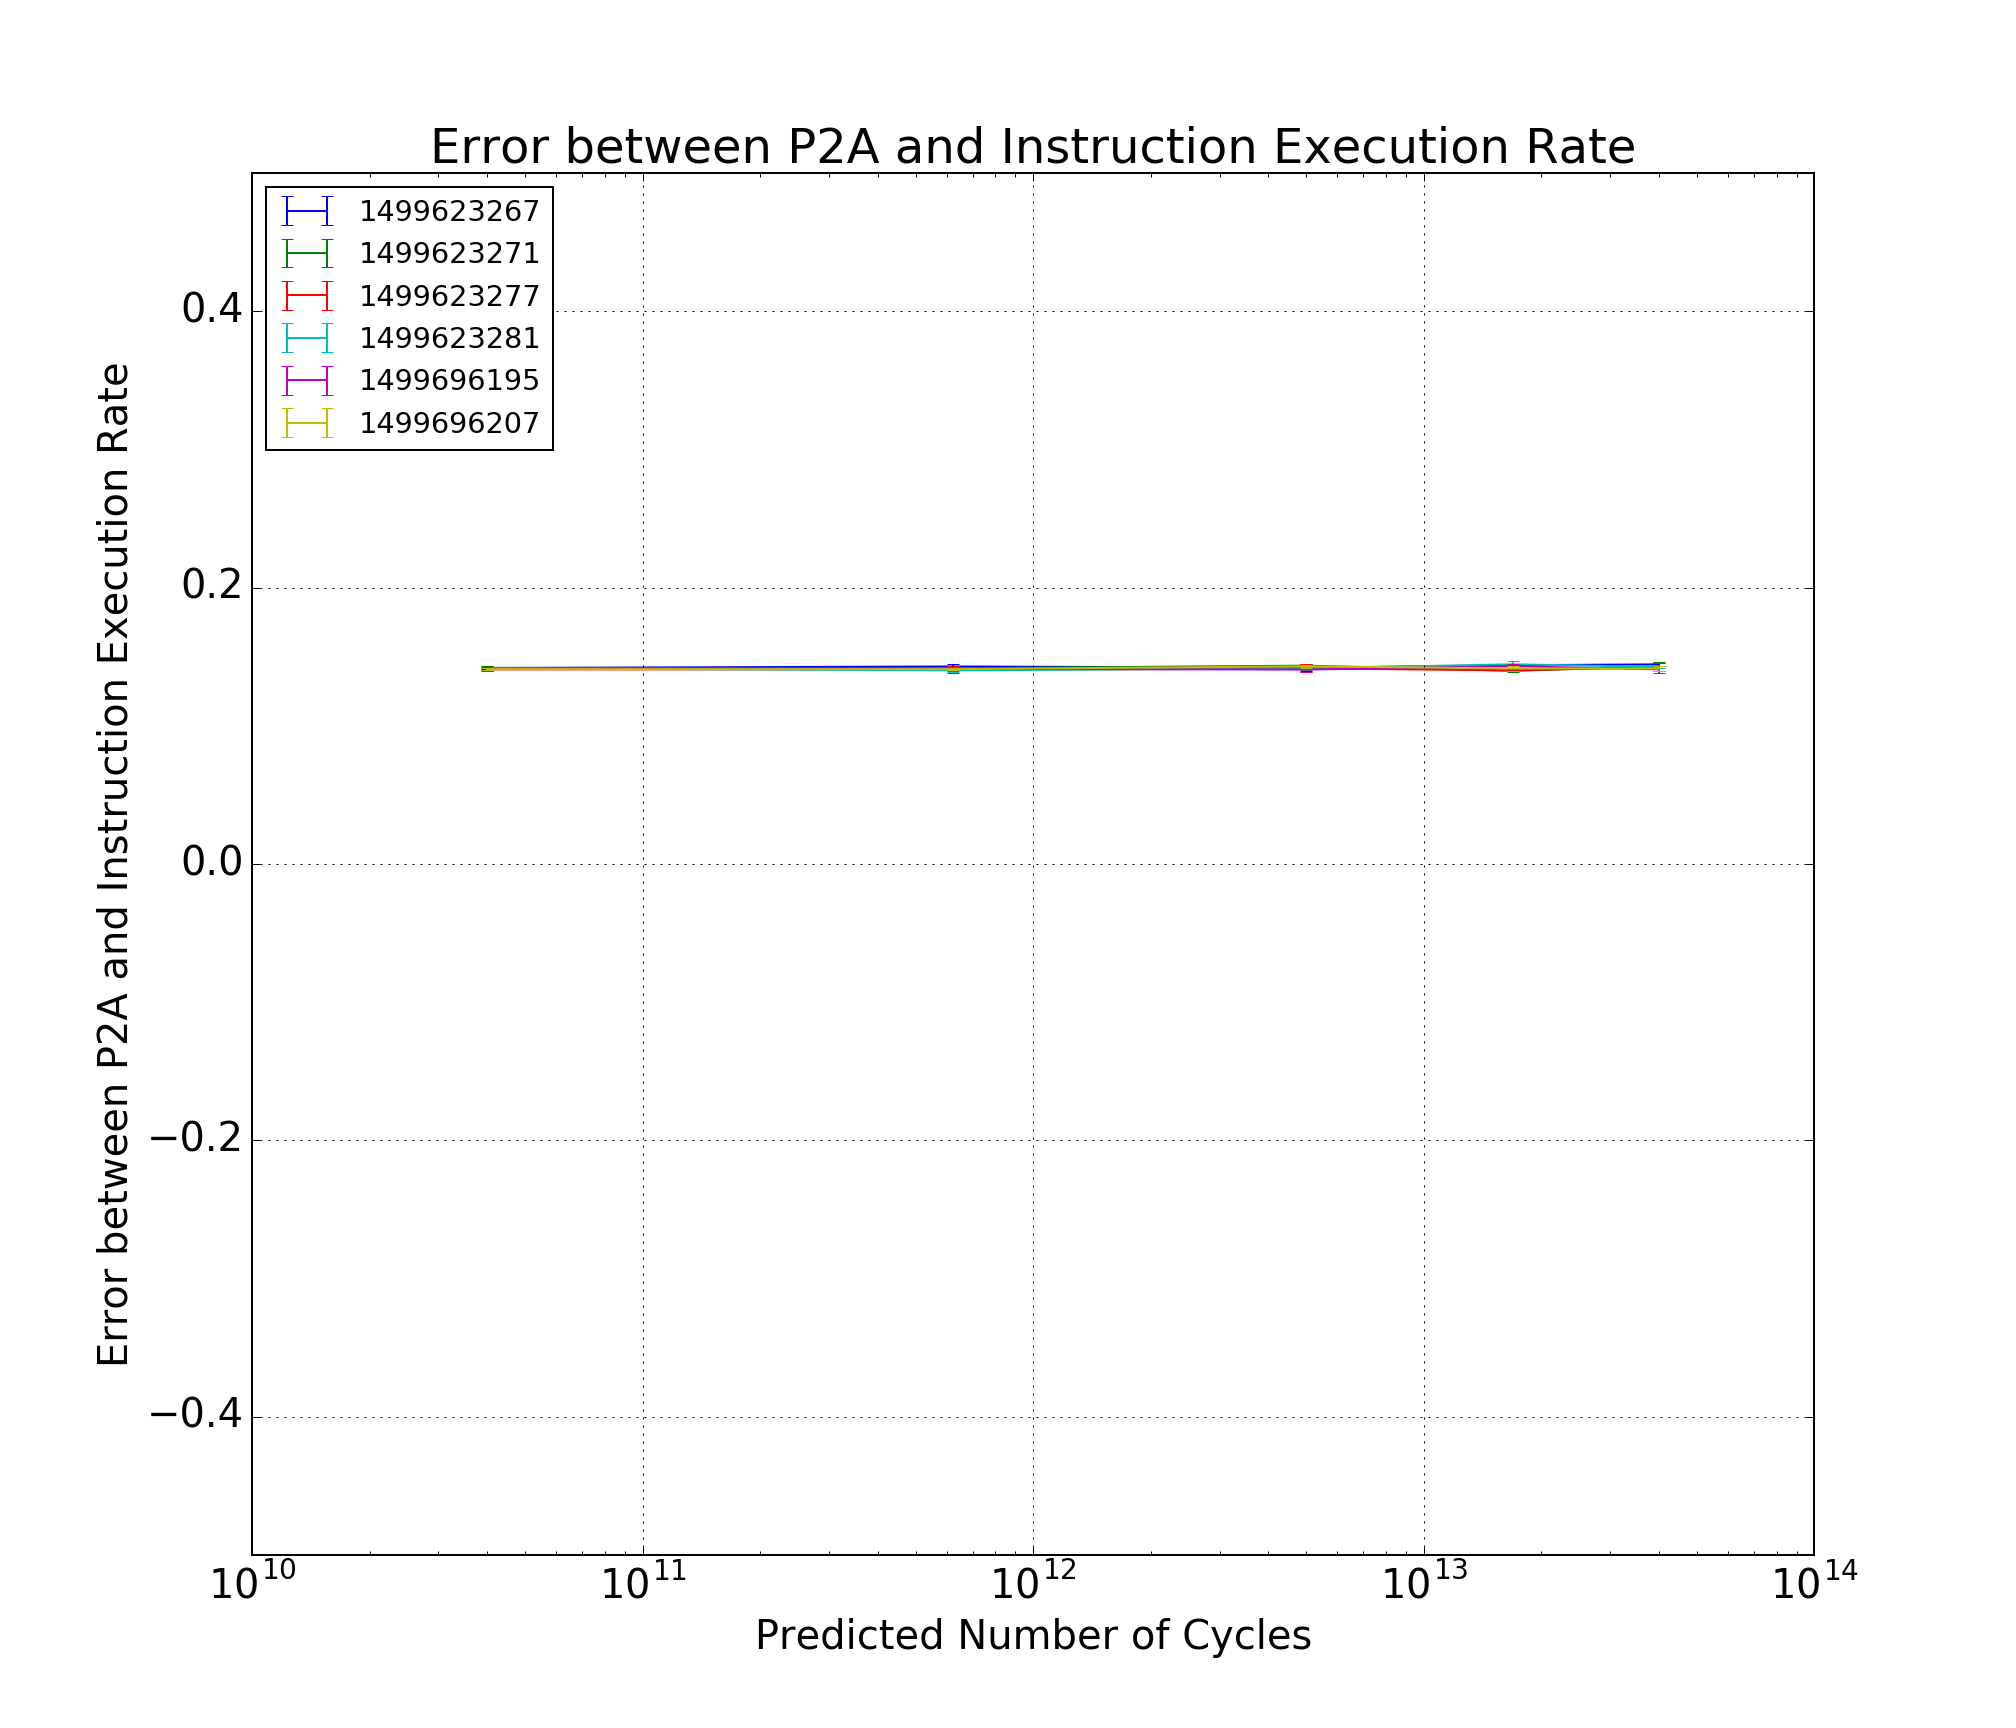 Error between P2A and Instruction Execution Rate
1499623267
1499623271
1499623277
1499623281
1499696195
1499696207
Error between P2A and Instruction Execution Rate
0.4
0.2
0.0
−0.2
−0.4
10^10 10^11 10^12 10^13 10^14
Predicted Number of Cycles